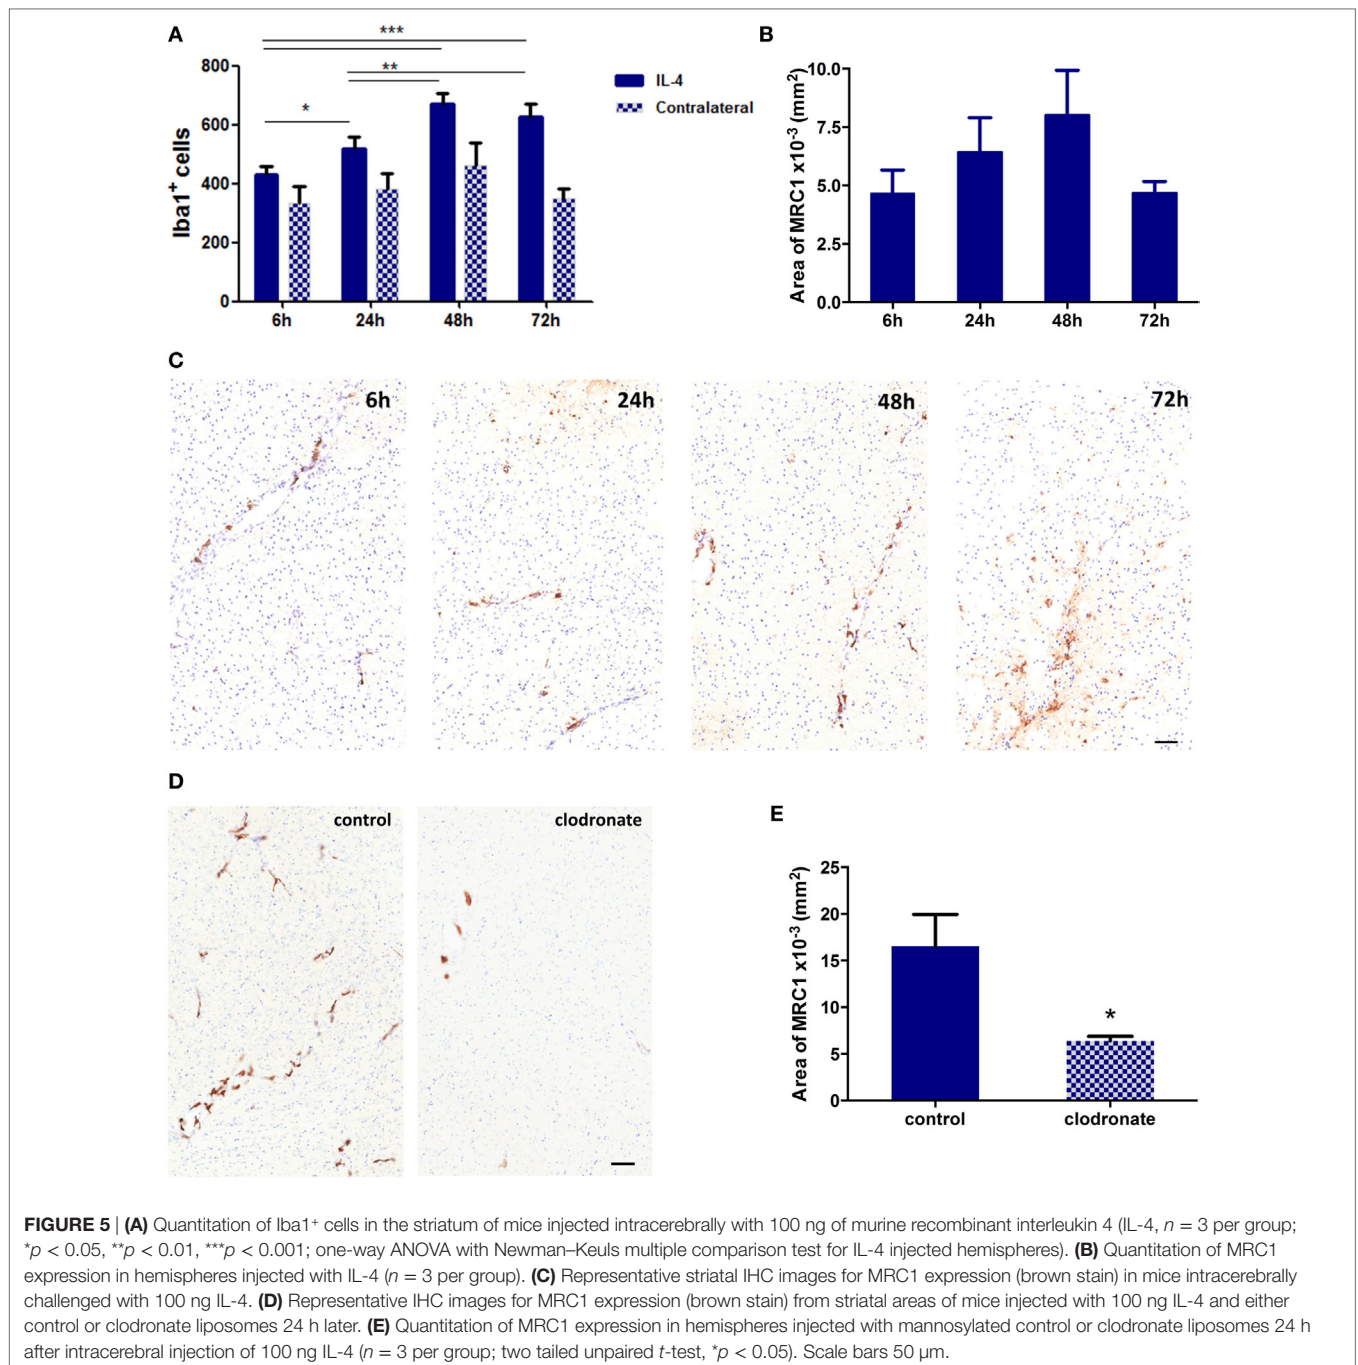 A
***
**
*
800
600
400
200
0
Iba1⁺ cells
6h 24h 48h 72h
IL-4
Contralateral
B
10.0
7.5
5.0
2.5
0.0
Area of MRC1 x10⁻³ (mm²)
6h 24h 48h 72h
C
6h 24h 48h 72h
D
control clodronate
E
25
20
15
10
5
0
Area of MRC1 x10⁻³ (mm²)
*
control clodronate
FIGURE 5 | (A) Quantitation of Iba1⁺ cells in the striatum of mice injected intracerebrally with 100 ng of murine recombinant interleukin 4 (IL-4, n = 3 per group;
*p < 0.05, **p < 0.01, ***p < 0.001; one-way ANOVA with Newman–Keuls multiple comparison test for IL-4 injected hemispheres). (B) Quantitation of MRC1
expression in hemispheres injected with IL-4 (n = 3 per group). (C) Representative striatal IHC images for MRC1 expression (brown stain) in mice intracerebrally
challenged with 100 ng IL-4. (D) Representative IHC images for MRC1 expression (brown stain) from striatal areas of mice injected with 100 ng IL-4 and either
control or clodronate liposomes 24 h later. (E) Quantitation of MRC1 expression in hemispheres injected with mannosylated control or clodronate liposomes 24 h
after intracerebral injection of 100 ng IL-4 (n = 3 per group; two tailed unpaired t-test, *p < 0.05). Scale bars 50 μm.